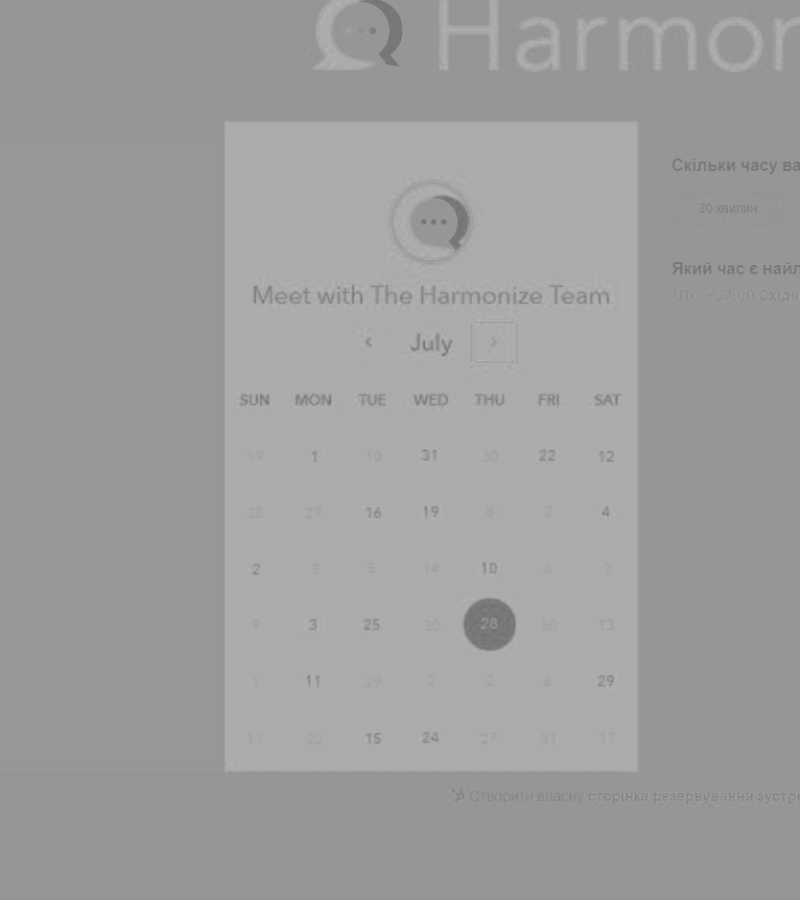 Harmon
Скільки часу ва
30 хвилин
Який час є найл
Meet with The Harmonize Team
UTC +03:00 Східн
‹ July ›
SUN MON TUE WED THU FRI SAT
19 1 18 31 30 22 12
28 27 16 19 8 2 4
2 3 5 14 10 6 3
9 3 25 30 28 30 13
1 11 29 2 2 6 29
11 22 15 24 27 31 17
Створити власну сторінка резервування зустрі